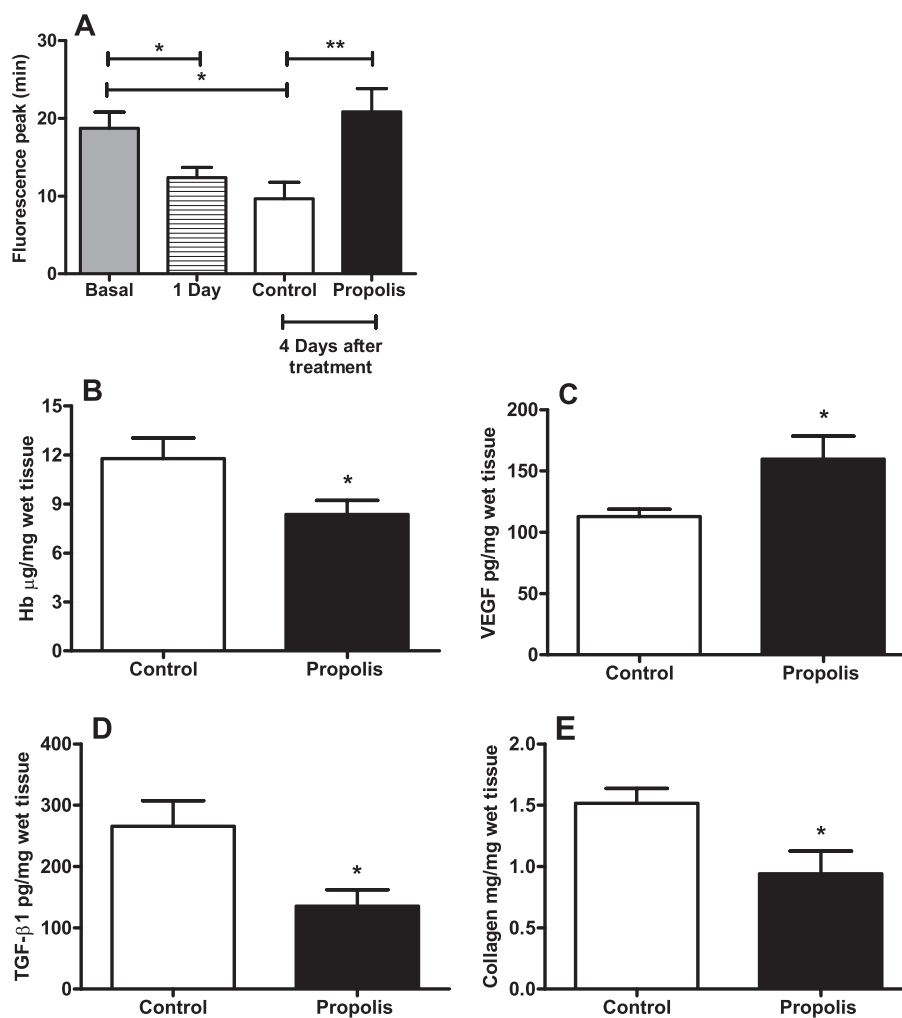 A
Fluorescence peak (min)
30
20
10
0
*
*
**
Basal
1 Day
Control
Propolis
4 Days after
treatment
B
Hb μg/mg wet tissue
15
12
9
6
3
0
*
Control
Propolis
C
VEGF pg/mg wet tissue
200
150
100
50
0
*
Control
Propolis
D
TGF-β1 pg/mg wet tissue
400
300
200
100
0
*
Control
Propolis
E
Collagen mg/mg wet tissue
2.0
1.5
1.0
0.5
0.0
*
Control
Propolis